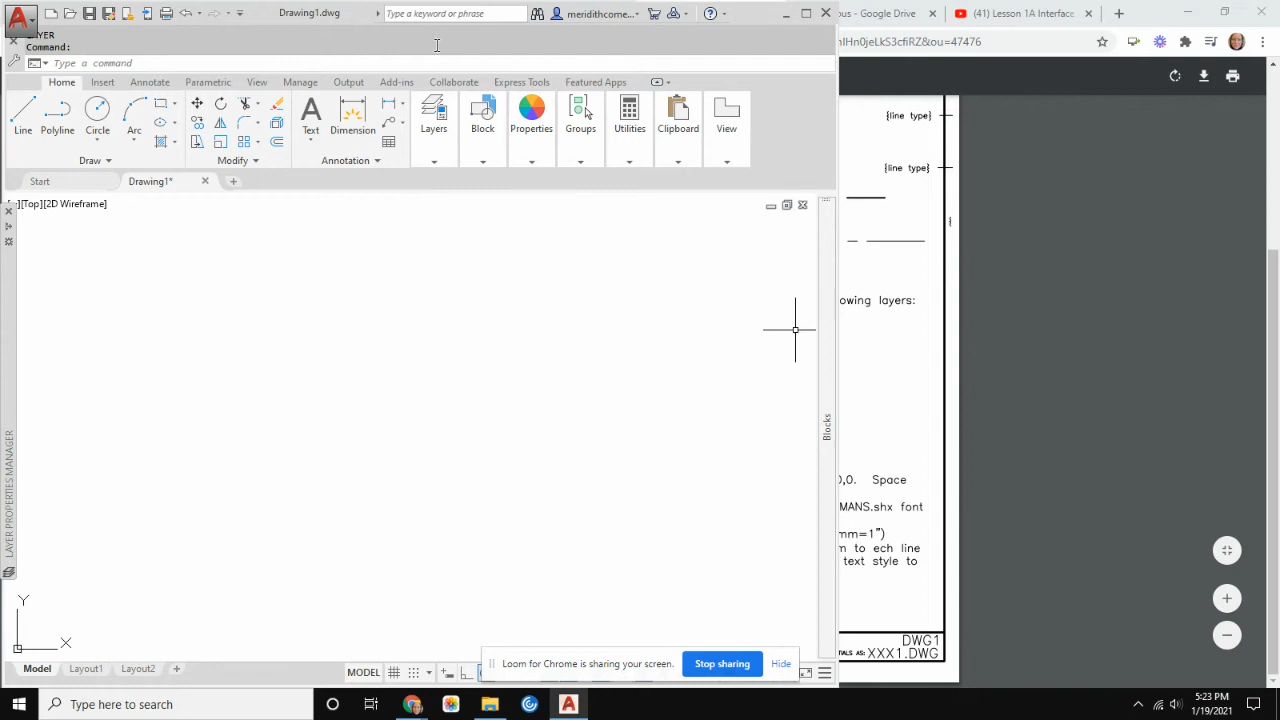 Drawing1.dwg
Type a keyword or phrase
meridithcome...
ous - Google Drive
(41) Lesson 1A Interface
nIHn0jeLkS3cfiRZ&ou=47476
LAYER
Command:
Type a command
Home Insert Annotate Parametric View Manage Output Add-ins Collaborate Express Tools Featured Apps
Line Polyline Circle Arc Text Dimension Layers Block Properties Groups Utilities Clipboard View
Draw Modify Annotation
Start Drawing1*
][Top][2D Wireframe]
{line type}
{line type}
owing layers:
0,0. Space
MANS.shx font
mm=1")
m to ech line
text style to
DWG1
ITIALS AS: XXX1.DWG
Blocks
LAYER PROPERTIES MANAGER
Y
X
Model Layout1 Layout2
MODEL
Loom for Chrome is sharing your screen. Stop sharing Hide
Type here to search
5:23 PM
1/19/2021